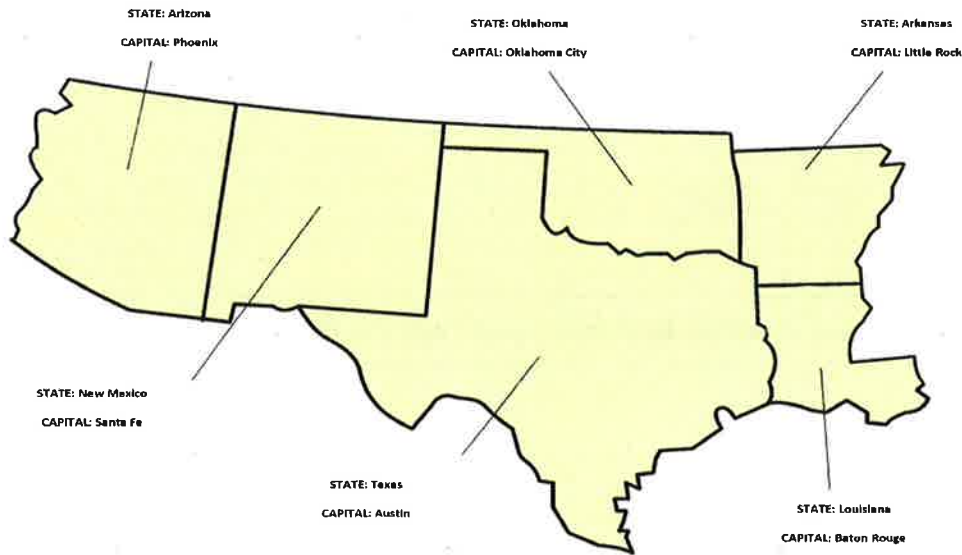 STATE: Arizona
CAPITAL: Phoenix
STATE: Oklahoma
CAPITAL: Oklahoma City
STATE: Arkansas
CAPITAL: Little Rock
STATE: New Mexico
CAPITAL: Santa Fe
STATE: Texas
CAPITAL: Austin
STATE: Louisiana
CAPITAL: Baton Rouge